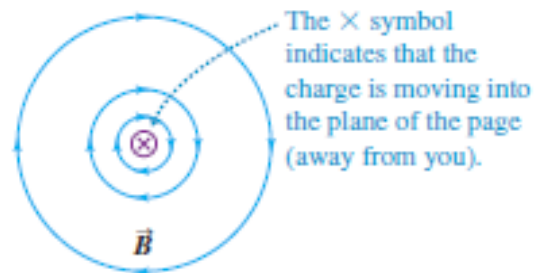 The × symbol
indicates that the
charge is moving into
the plane of the page
(away from you).
B⃗